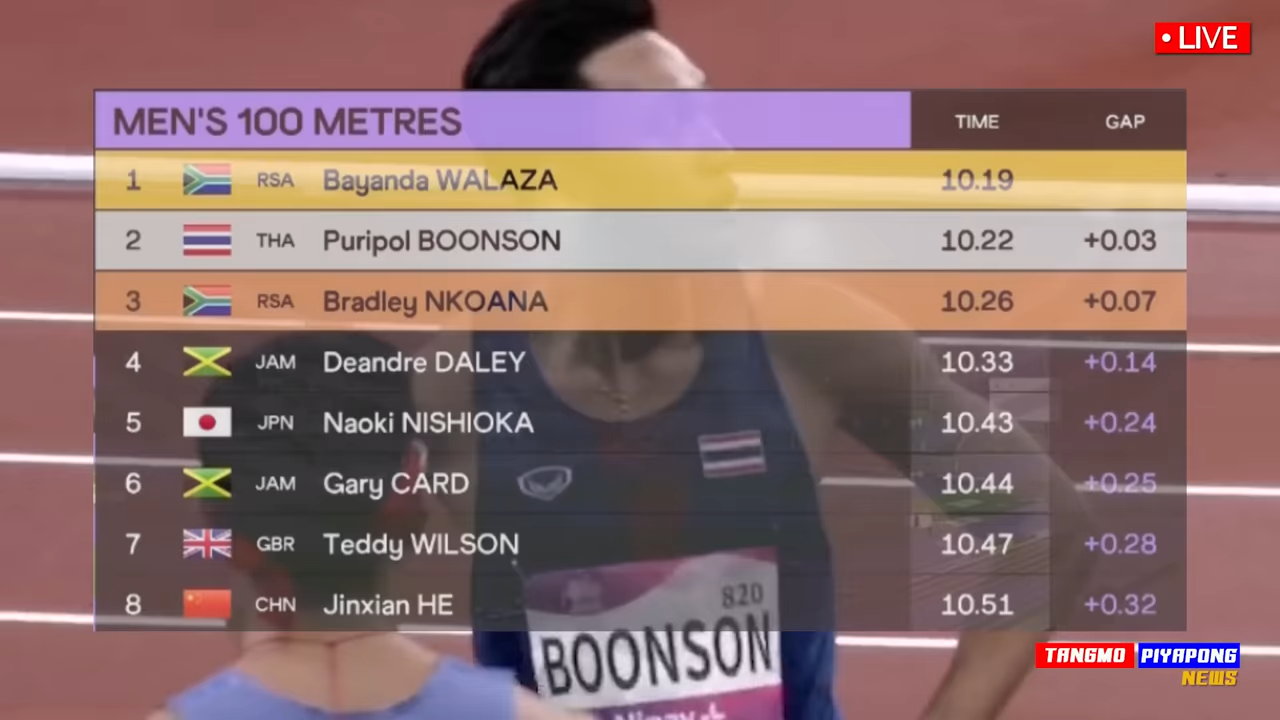 • LIVE
MEN'S 100 METRES TIME GAP
1 RSA Bayanda WALAZA 10.19
2 THA Puripol BOONSON 10.22 +0.03
3 RSA Bradley NKOANA 10.26 +0.07
4 JAM Deandre DALEY 10.33 +0.14
5 JPN Naoki NISHIOKA 10.43 +0.24
6 JAM Gary CARD 10.44 +0.25
7 GBR Teddy WILSON 10.47 +0.28
8 CHN Jinxian HE 10.51 +0.32
820
BOONSON
TANGMO PIYAPONG
NEWS